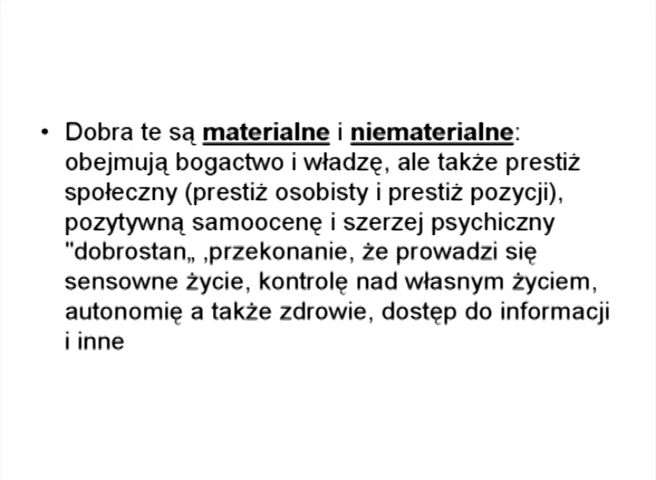 • Dobra te są materialne i niematerialne:
obejmują bogactwo i władzę, ale także prestiż
społeczny (prestiż osobisty i prestiż pozycji),
pozytywną samoocenę i szerzej psychiczny
"dobrostan„ ,przekonanie, że prowadzi się
sensowne życie, kontrolę nad własnym życiem,
autonomię a także zdrowie, dostęp do informacji
i inne